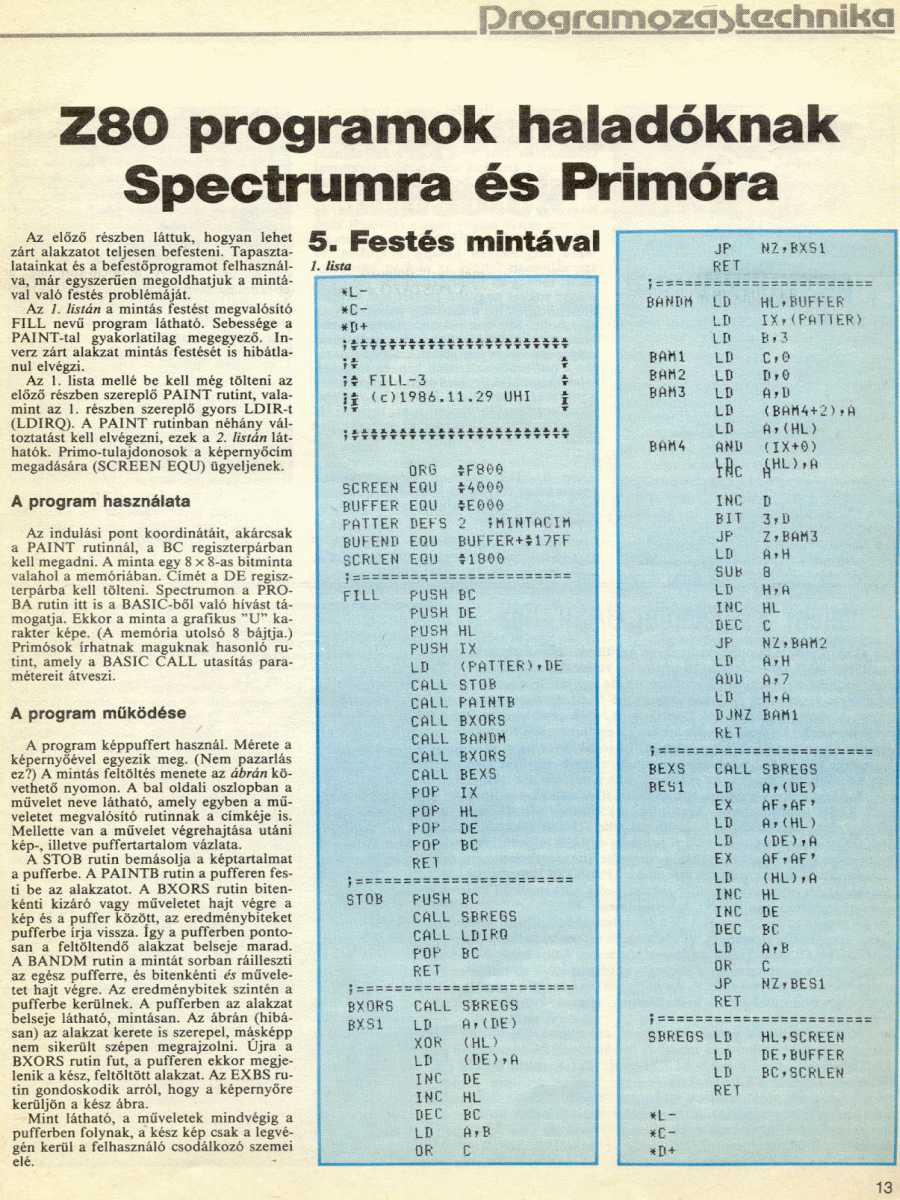 Programozástechnika
Z80 programok haladóknak
Spectrumra és Primóra
Az előző részben láttuk, hogyan lehet
zárt alakzatot teljesen befesteni. Tapaszta-
latainkat és a befestőprogramot felhasznál-
va, már egyszerűen megoldhatjuk a mintá-
val való festés problémáját.
Az 1. listán a mintás festést megvalósító
FILL nevű program látható. Sebessége a
PAINT-tal gyakorlatilag megegyező. In-
verz zárt alakzat mintás festését is hibátla-
nul elvégzi.
Az 1. lista mellé be kell még tölteni az
előző részben szereplő PAINT rutint, vala-
mint az 1. részben szereplő gyors LDIR-t
(LDIRQ). A PAINT rutinban néhány vál-
toztatást kell elvégezni, ezek a 2. listán lát-
hatók. Primo-tulajdonosok a képernyőcím
megadására (SCREEN EQU) ügyeljenek.
A program használata
Az indulási pont koordinátáit, akárcsak
a PAINT rutinnál, a BC regiszterpárban
kell megadni. A minta egy 8 × 8-as bitminta
valahol a memóriában. Címét a DE regisz-
terpárba kell tölteni. Spectrumon a PRO-
BA rutin itt is a BASIC-ből való hívást tá-
mogatja. Ekkor a minta a grafikus "U" ka-
rakter képe. (A memória utolsó 8 bájtja.)
Primósok írhatnak maguknak hasonló ru-
tint, amely a BASIC CALL utasítás para-
métereit átveszi.
A program működése
A program képpuffert használ. Mérete a
képernyőével egyezik meg. (Nem pazarlás
ez?) A mintás feltöltés menete az ábrán kö-
vethető nyomon. A bal oldali oszlopban a
művelet neve látható, amely egyben a mű-
veletet megvalósító rutinnak a címkéje is.
Mellette van a művelet végrehajtása utáni
kép-, illetve puffertartalom vázlata.
A STOB rutin bemásolja a képtartalmat
a pufferbe. A PAINTB rutin a pufferen fes-
ti be az alakzatot. A BXORS rutin biten-
kénti kizáró vagy műveletet hajt végre a
kép és a puffer között, az eredménybiteket
pufferbe írja vissza. Így a pufferben ponto-
san a feltöltendő alakzat belseje marad.
A BANDM rutin a mintát sorban ráilleszti
az egész pufferre, és bitenkénti és művele-
tet hajt végre. Az eredménybitek szintén a
pufferbe kerülnek. A pufferben az alakzat
belseje látható, mintásan. Az ábrán (hibá-
san) az alakzat kerete is szerepel, másképp
nem sikerült szépen megrajzolni. Újra a
BXORS rutin fut, a pufferen ekkor megje-
lenik a kész, feltöltött alakzat. Az EXBS ru-
tin gondoskodik arról, hogy a képernyőre
kerüljön a kész ábra.
Mint látható, a műveletek mindvégig a
pufferben folynak, a kész kép csak a legvé-
gén kerül a felhasználó csodálkozó szemei
elé.
5. Festés mintával
1. lista
*L-
*C-
*D+
FILL-3
(c)1986.11.29 UHI
ORG $F800
SCREEN EQU $4000
BUFFER EQU $E000
PATTER DEFS 2 ;MINTACIM
BUFEND EQU BUFFER+$17FF
SCRLEN EQU $1800
;========================
FILL PUSH BC
PUSH DE
PUSH HL
PUSH IX
LD (PATTER),DE
CALL STOB
CALL PAINTB
CALL BXORS
CALL BANDM
CALL BXORS
CALL BEXS
POP IX
POP HL
POP DE
POP BC
RET
;========================
STOB PUSH BC
CALL SBREGS
CALL LDIRQ
POP BC
RET
;========================
BXORS CALL SBREGS
BXS1 LD A,(DE)
XOR (HL)
LD (DE),A
INC DE
INC HL
DEC BC
LD A,B
OR C
JP NZ,BXS1
RET
;========================
BANDM LD HL,BUFFER
LD IX,(PATTER)
LD B,3
BAM1 LD C,0
BAM2 LD D,0
BAM3 LD A,D
LD (BAM4+2),A
LD A,(HL)
BAM4 AND (IX+0)
LD (HL),A
INC H
INC D
BIT 3,D
JP Z,BAM3
LD A,H
SUB 8
LD H,A
INC HL
DEC C
JP NZ,BAM2
LD A,H
ADD A,7
LD H,A
DJNZ BAM1
RET
;========================
BEXS CALL SBREGS
BES1 LD A,(DE)
EX AF,AF'
LD A,(HL)
LD (DE),A
EX AF,AF'
LD (HL),A
INC HL
INC DE
DEC BC
LD A,B
OR C
JP NZ,BES1
RET
;========================
SBREGS LD HL,SCREEN
LD DE,BUFFER
LD BC,SCRLEN
RET
*L-
*C-
*D+
13